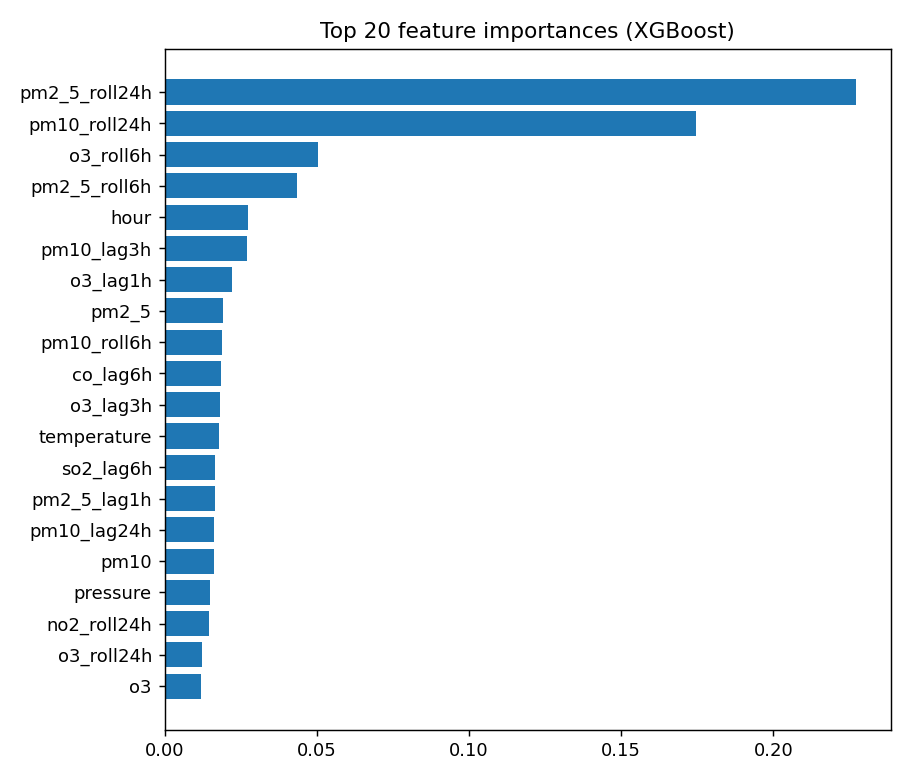 Top 20 feature importances (XGBoost)
pm2_5_roll24h
pm10_roll24h
o3_roll6h
pm2_5_roll6h
hour
pm10_lag3h
o3_lag1h
pm2_5
pm10_roll6h
co_lag6h
o3_lag3h
temperature
so2_lag6h
pm2_5_lag1h
pm10_lag24h
pm10
pressure
no2_roll24h
o3_roll24h
o3
0.00 0.05 0.10 0.15 0.20